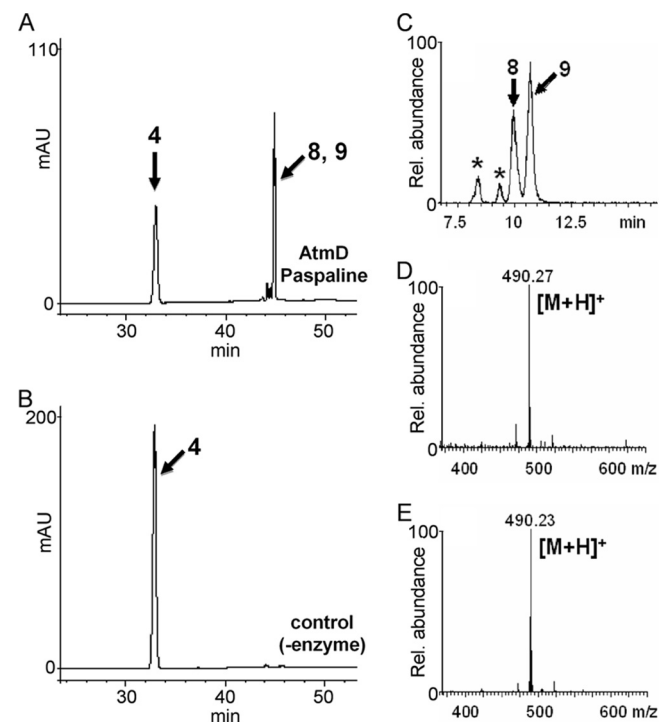 A
110
mAU
0
4
8, 9
AtmD
Paspaline
30 40 50
min
B
200
mAU
0
4
control
(-enzyme)
30 40 50
min
C
100
Rel. abundance
0
*
*
8
9
7.5 10 12.5 min
D
100
Rel. abundance
0
490.27
[M+H]+
400 500 600 m/z
E
100
Rel. abundance
0
490.23
[M+H]+
400 500 600 m/z